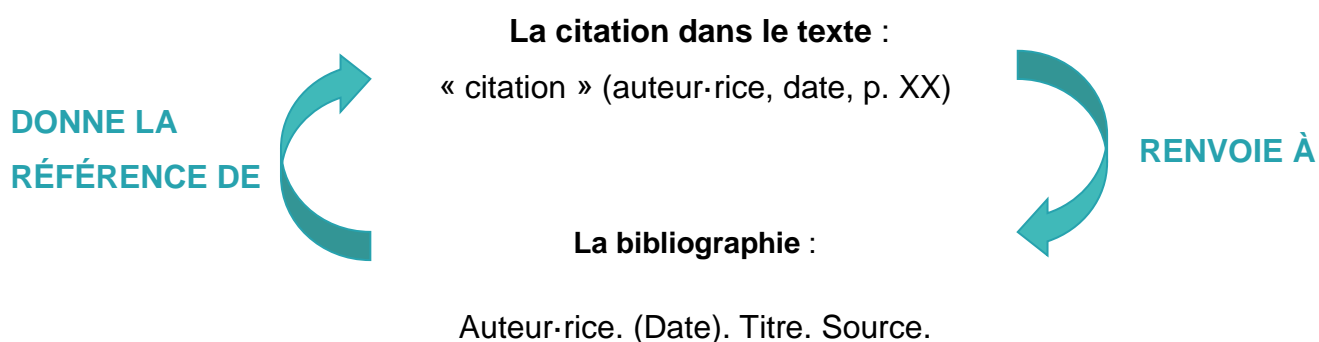 La citation dans le texte :
« citation » (auteur·rice, date, p. XX)
DONNE LA
RÉFÉRENCE DE
RENVOIE À
La bibliographie :
Auteur·rice. (Date). Titre. Source.